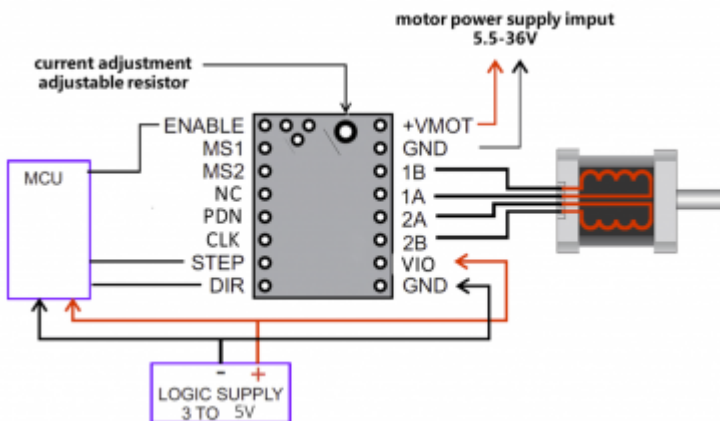 motor power supply imput
5.5-36V
current adjustment
adjustable resistor
ENABLE
MS1
MS2
NC
PDN
CLK
STEP
DIR
+VMOT
GND
1B
1A
2A
2B
VIO
GND
MCU
- +
LOGIC SUPPLY
3 TO 5V